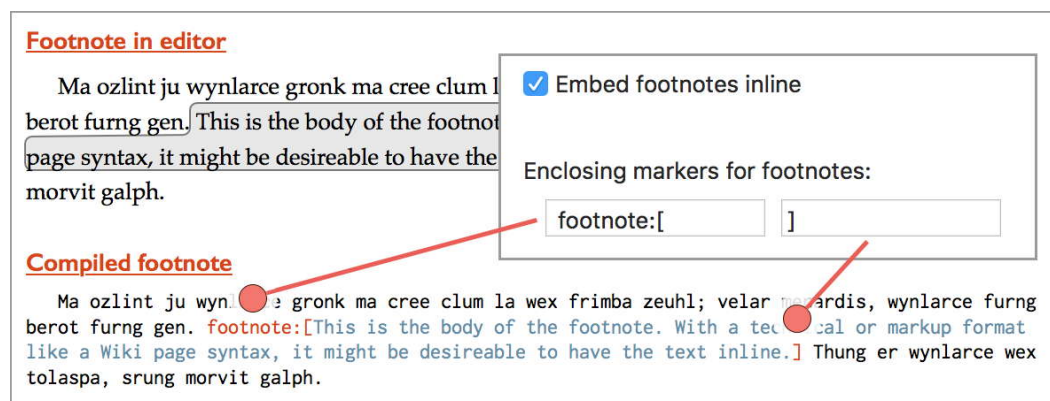 Footnote in editor
Ma ozlint ju wynlarce gronk ma cree clum
berot furng gen. This is the body of the
page syntax, it might be desireable to have the
morvit galph.
Embed footnotes inline
Enclosing markers for footnotes:
footnote:[ ]
Compiled footnote
Ma ozlint ju gronk ma cree clum la wex frimba zeuhl; velar wynlarce furng
berot furng gen. footnote:[This is the body of the footnote. With a or markup format
like a Wiki page syntax, it might be desireable to have the text inline.] Thung er wynlarce wex
tolaspa, srung morvit galph.